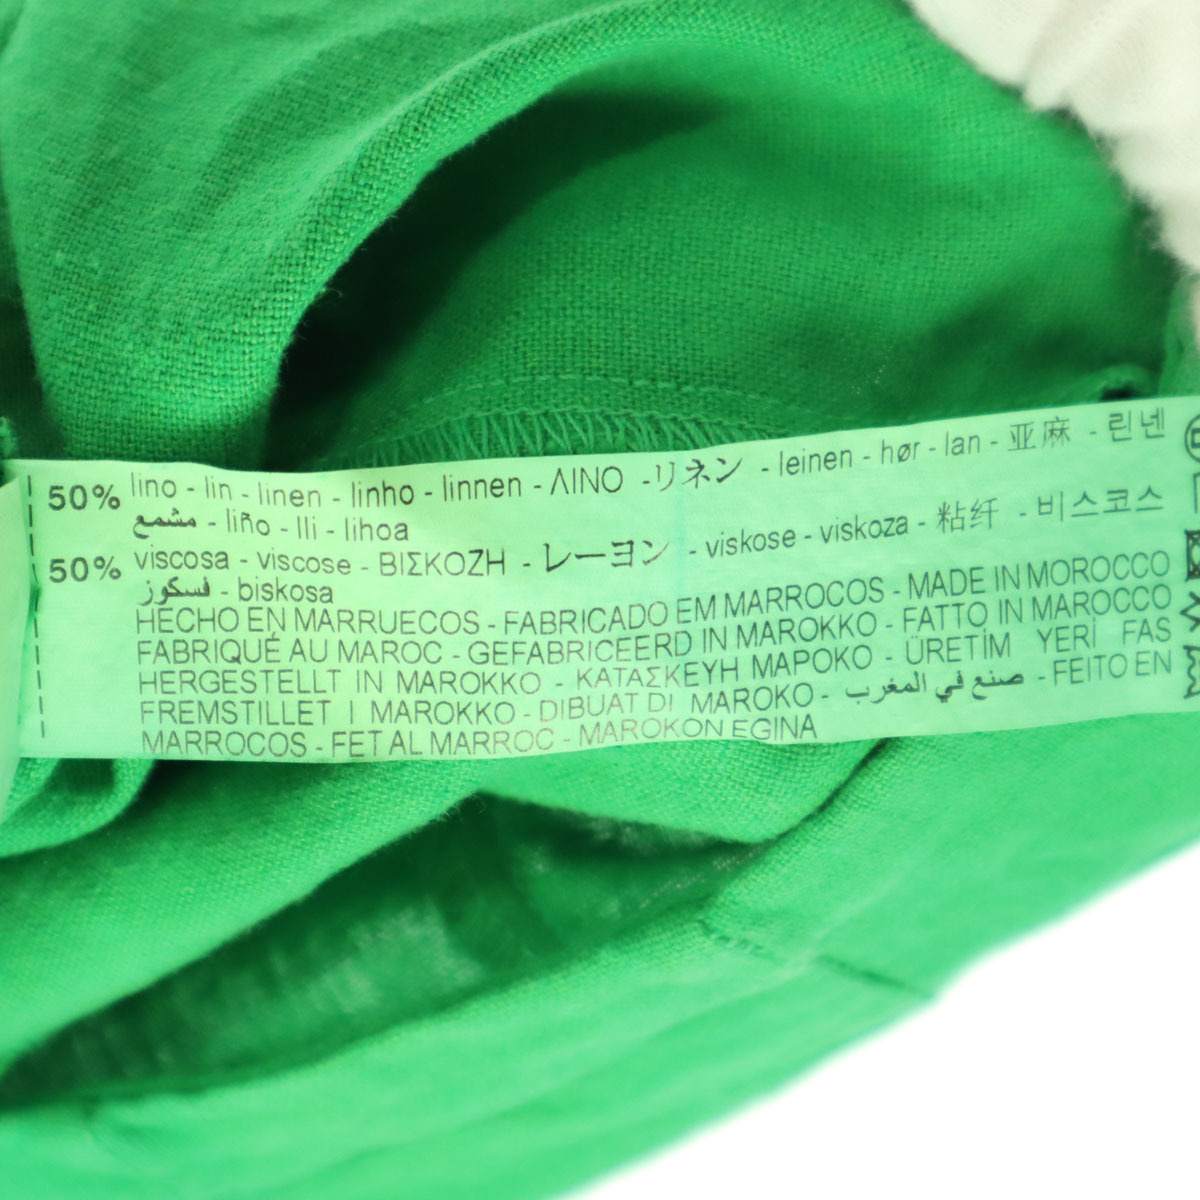 50% lino - lin - linen - linho - linnen - ΛΙΝΟ - リネン - leinen - hør - lan - 亚麻 - 린넨
مشمع - liño - lli - lihoa
50% viscosa - viscose - ΒΙΣΚΟΖΗ - レーヨン - viskose - viskoza - 粘纤 - 비스코스
فسكوز - biskosa
HECHO EN MARRUECOS - FABRICADO EM MARROCOS - MADE IN MOROCCO
FABRIQUÉ AU MAROC - GEFABRICEERD IN MAROKKO - FATTO IN MAROCCO
HERGESTELLT IN MAROKKO - ΚΑΤΑΣΚΕΥΗ ΜΑΡΟΚΟ - ÜRETİM YERİ FAS
FREMSTILLET I MAROKKO - DIBUAT DI MAROKO - صنع في المغرب - FEITO EN
MARROCOS - FET AL MARROC - MAROKON EGINA